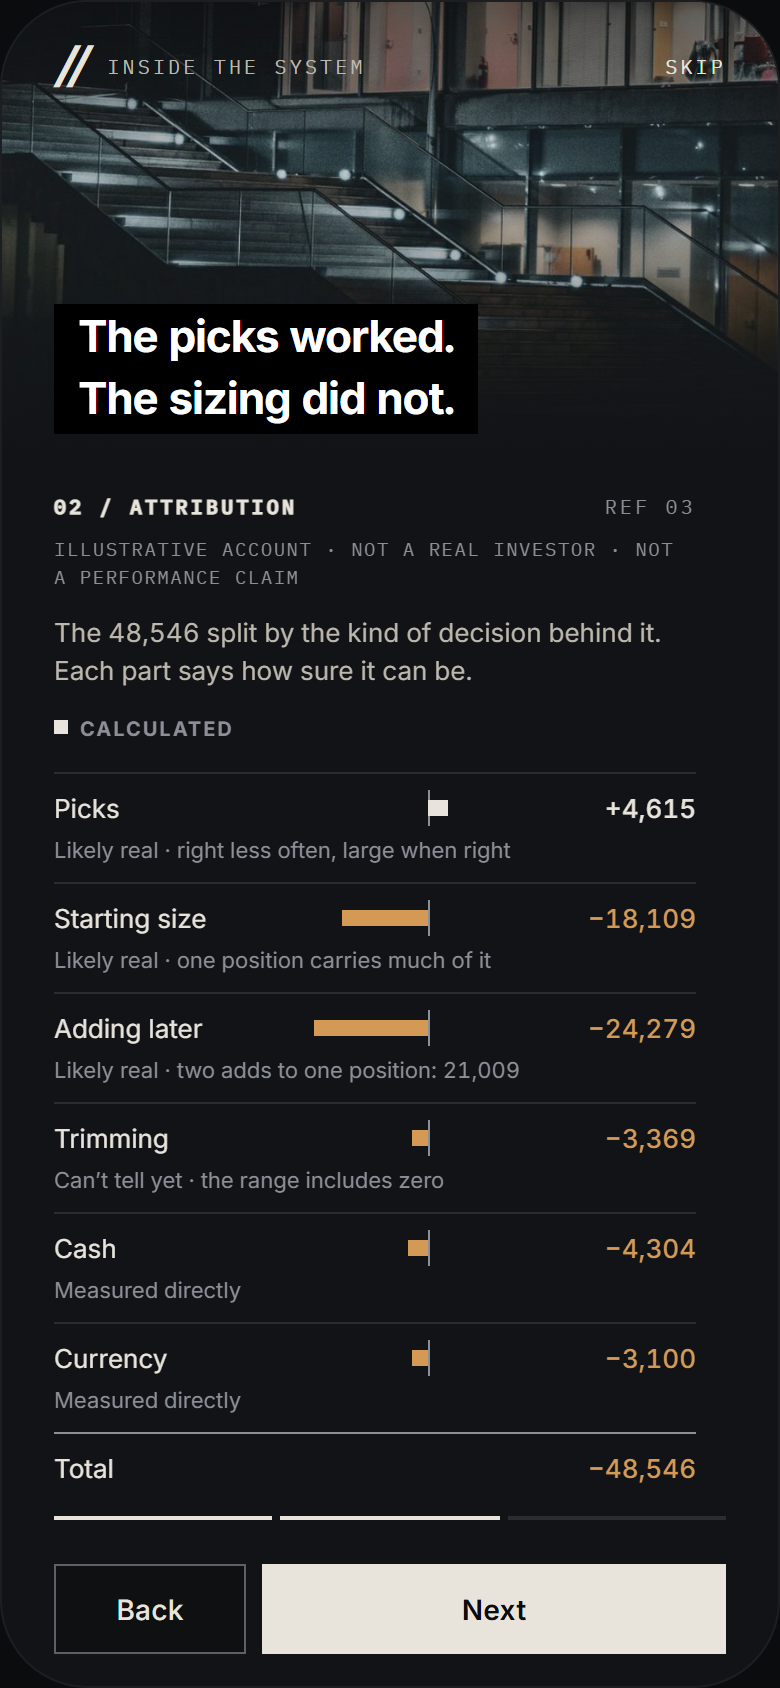 // INSIDE THE SYSTEM
SKIP
The picks worked.
The sizing did not.
02 / ATTRIBUTION
REF 03
ILLUSTRATIVE ACCOUNT · NOT A REAL INVESTOR · NOT
A PERFORMANCE CLAIM
The 48,546 split by the kind of decision behind it.
Each part says how sure it can be.
CALCULATED
Picks
+4,615
Likely real · right less often, large when right
Starting size
−18,109
Likely real · one position carries much of it
Adding later
−24,279
Likely real · two adds to one position: 21,009
Trimming
−3,369
Can’t tell yet · the range includes zero
Cash
−4,304
Measured directly
Currency
−3,100
Measured directly
Total
−48,546
Back
Next